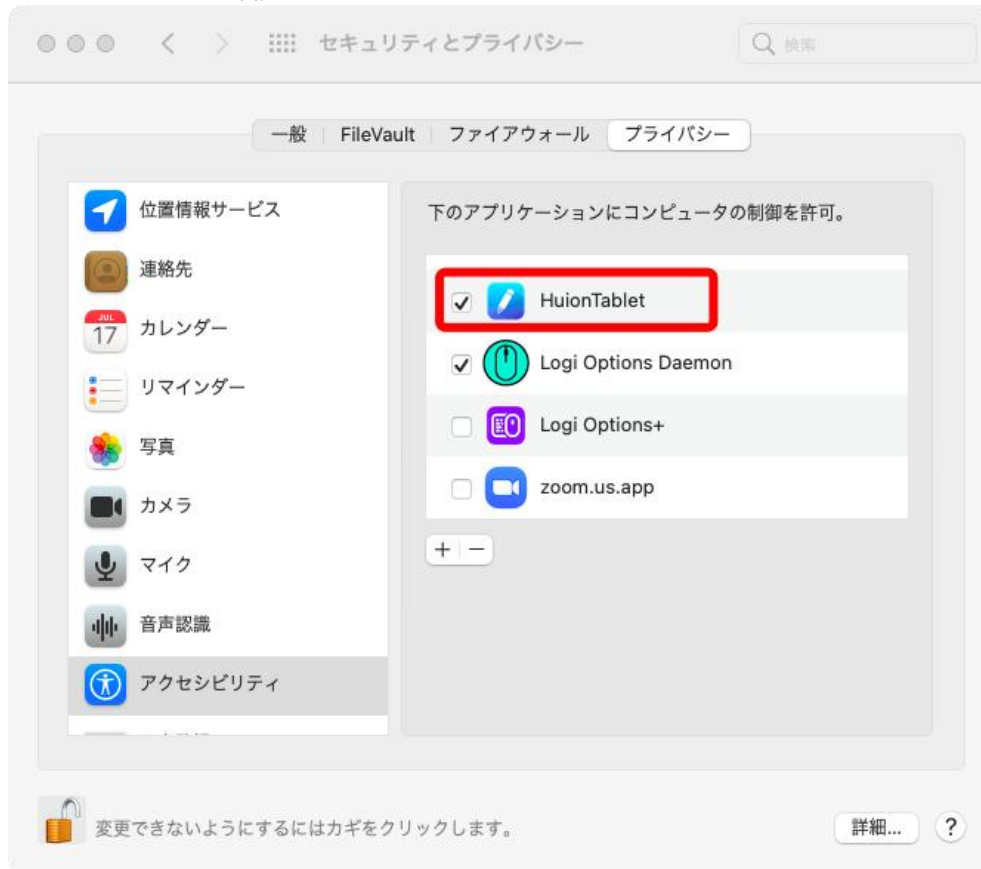 セキュリティとプライバシー
検索
一般 FileVault ファイアウォール プライバシー
位置情報サービス
連絡先
JUL
17
カレンダー
リマインダー
写真
カメラ
マイク
音声認識
アクセシビリティ
下のアプリケーションにコンピュータの制御を許可。
HuionTablet
Logi Options Daemon
Logi Options+
zoom.us.app
変更できないようにするにはカギをクリックします。
詳細... ?